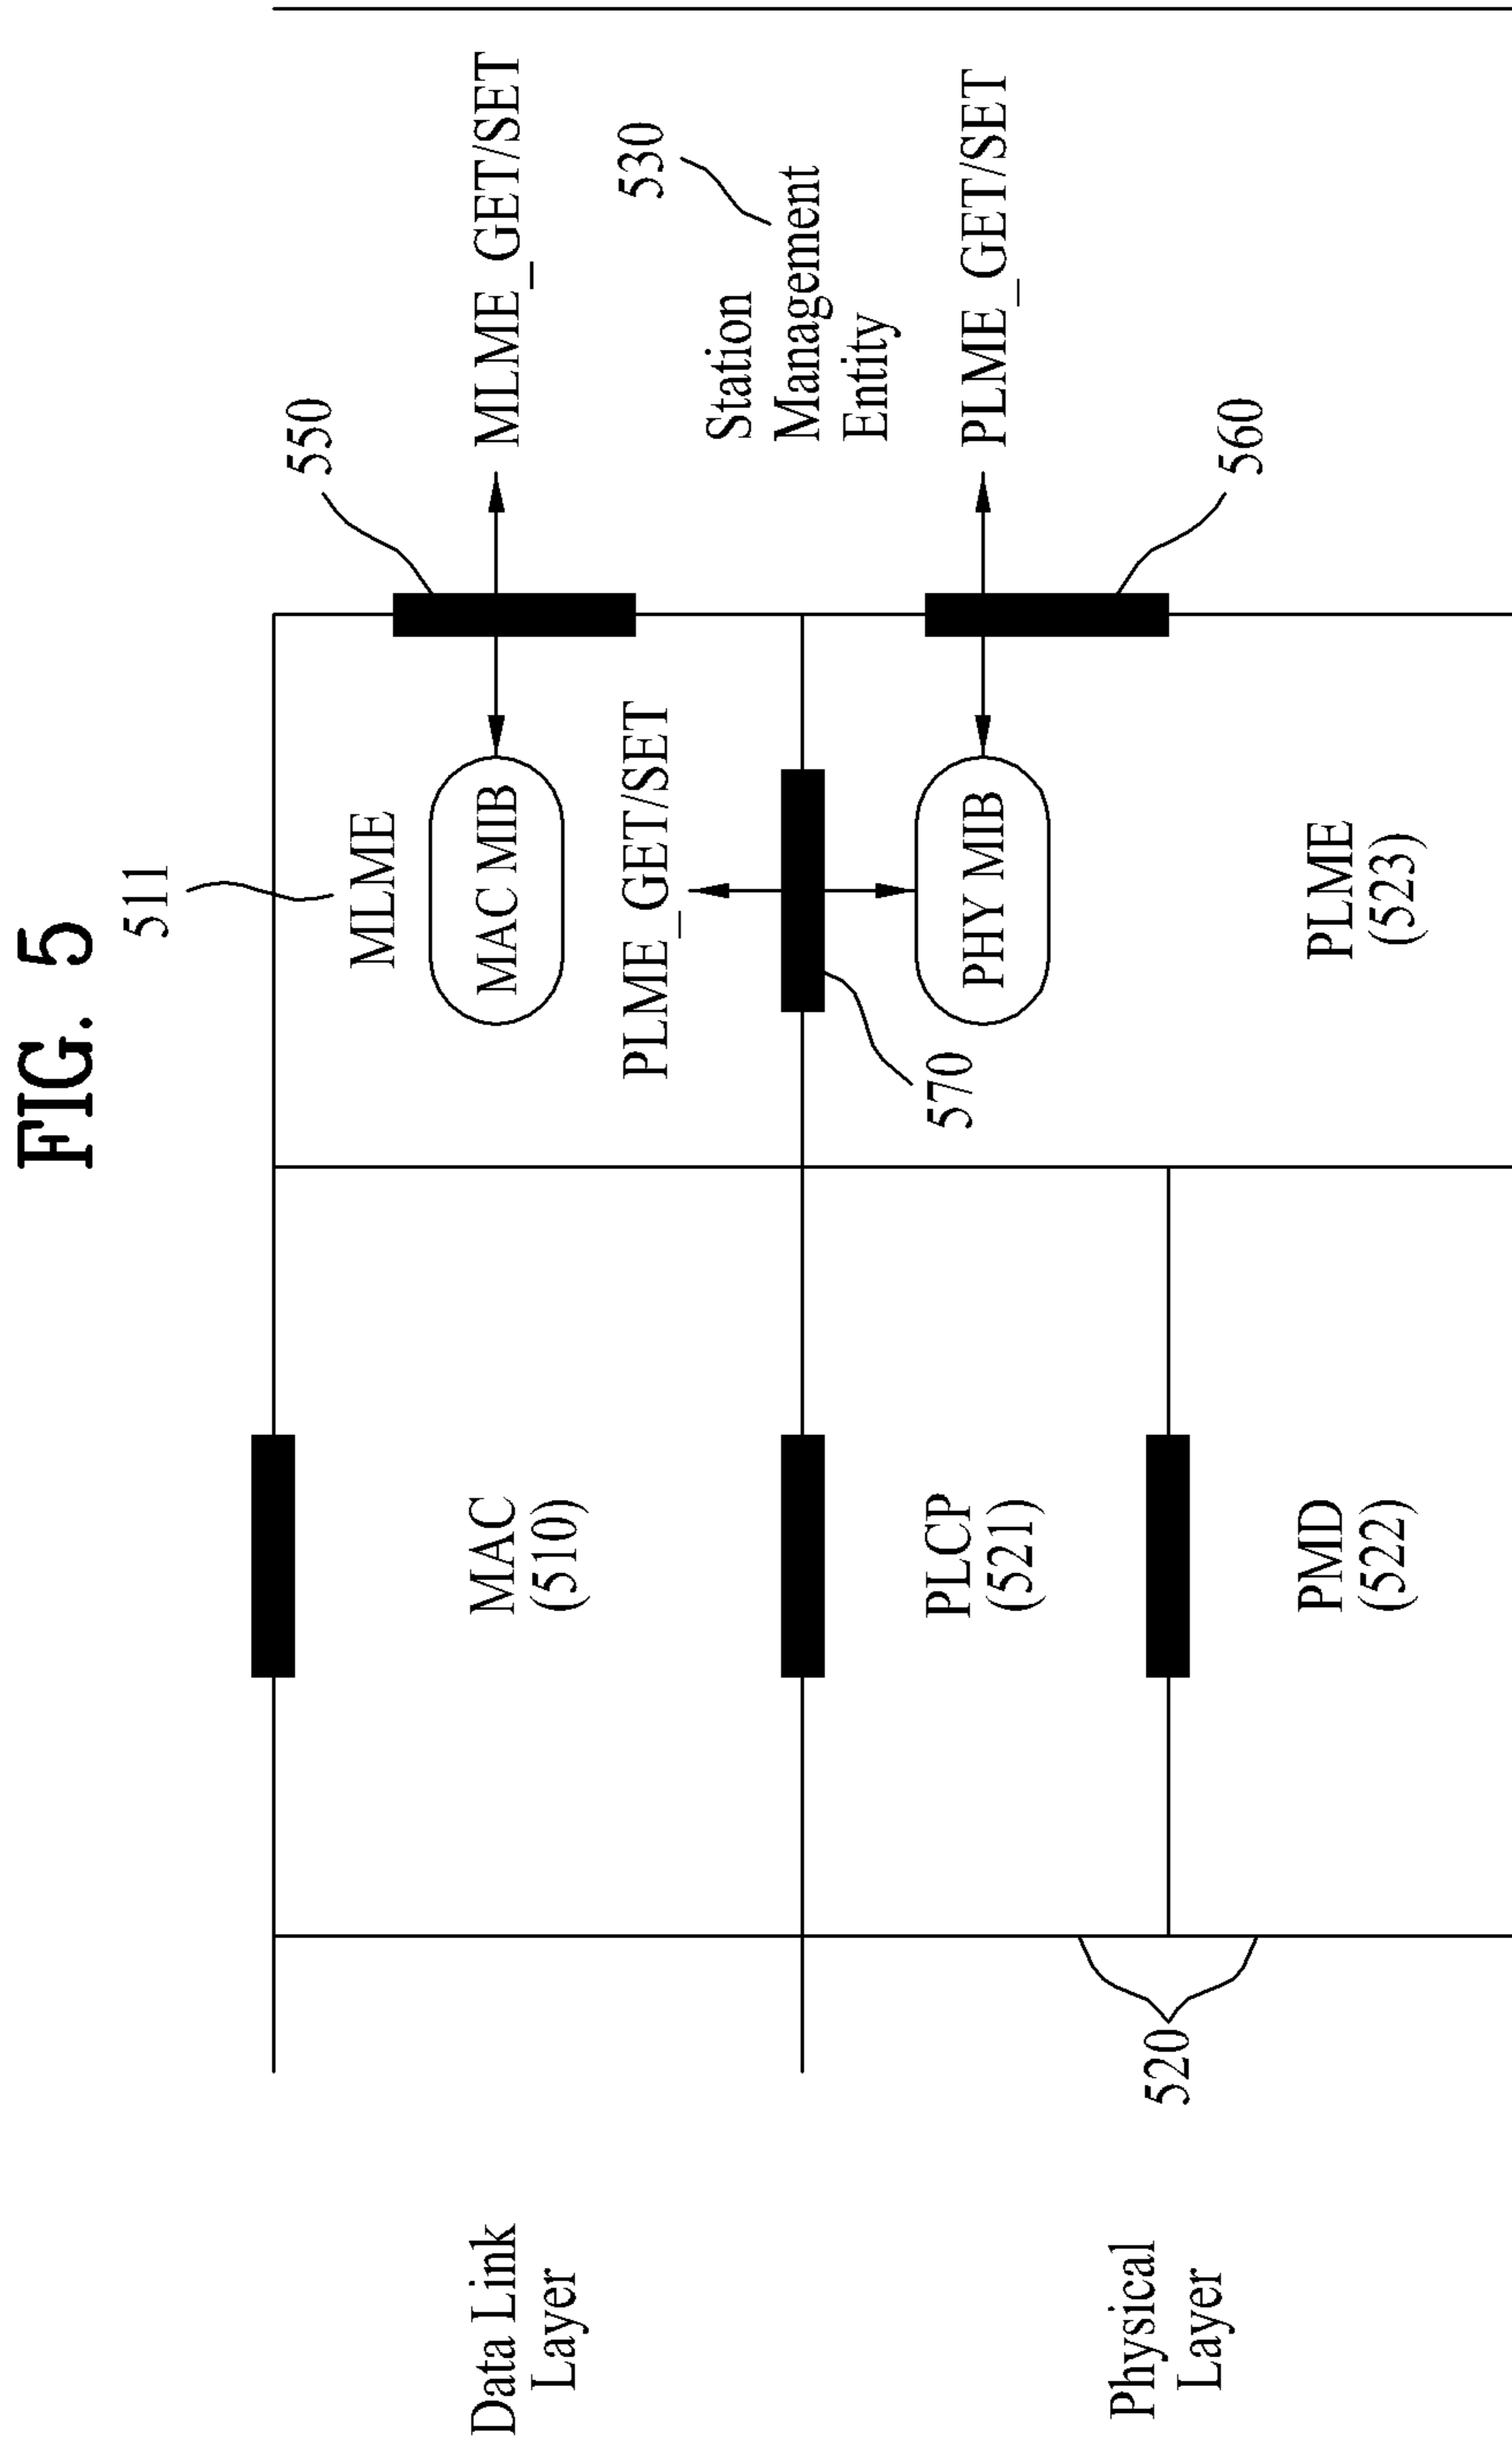 FIG. 5
511
550
MLME
MLME_GET/SET
MAC MIB
Data Link
Layer
MAC
(510)
PLME_GET/SET
530
Station
Management
Entity
570
PHY MIB
PLME_GET/SET
PLCP
(521)
560
520
Physical
Layer
PMD
(522)
PLME
(523)